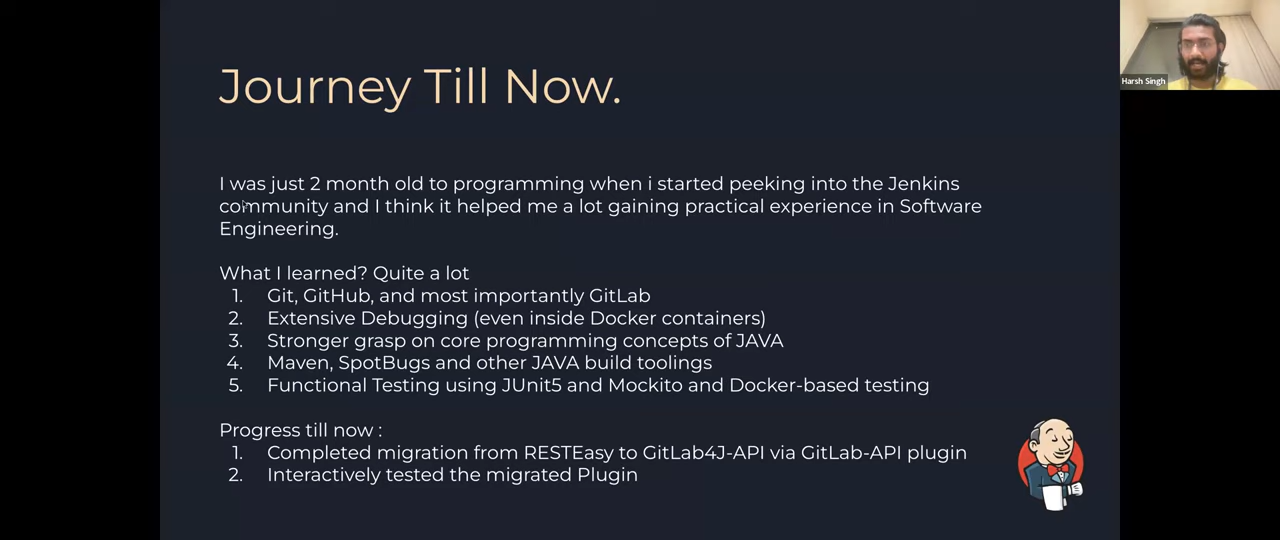 Journey Till Now.
I was just 2 month old to programming when i started peeking into the Jenkins
community and I think it helped me a lot gaining practical experience in Software
Engineering.
What I learned? Quite a lot
1. Git, GitHub, and most importantly GitLab
2. Extensive Debugging (even inside Docker containers)
3. Stronger grasp on core programming concepts of JAVA
4. Maven, SpotBugs and other JAVA build toolings
5. Functional Testing using JUnit5 and Mockito and Docker-based testing
Progress till now :
1. Completed migration from RESTEasy to GitLab4J-API via GitLab-API plugin
2. Interactively tested the migrated Plugin
Harsh Singh